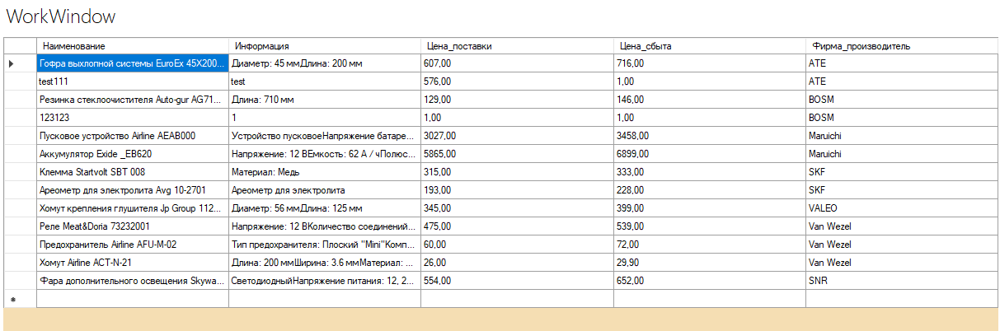 WorkWindow
Наименование Информация Цена_поставки Цена_сбыта Фирма_производитель
Гофра выхлопной системы EuroEx 45X200... Диаметр: 45 ммДлина: 200 мм 607,00 716,00 ATE
test111 test 576,00 1,00 ATE
Резинка стеклоочистителя Auto-gur AG71... Длина: 710 мм 129,00 146,00 BOSM
123123 1 1,00 1,00 BOSM
Пусковое устройство Airline AEAB000 Устройство пусковоеНапряжение батаре... 3027,00 3458,00 Maruichi
Аккумулятор Exide _EB620 Напряжение: 12 ВЕмкость: 62 А / чПолюс... 5865,00 6899,00 Maruichi
Клемма Startvolt SBT 008 Материал: Медь 315,00 333,00 SKF
Ареометр для электролита Avg 10-2701 Ареометр для электролита 193,00 228,00 SKF
Хомут крепления глушителя Jp Group 112... Диаметр: 56 ммДлина: 125 мм 345,00 399,00 VALEO
Реле Meat&Doria 73232001 Напряжение: 12 ВКоличество соединений... 475,00 539,00 Van Wezel
Предохранитель Airline AFU-M-02 Тип предохранителя: Плоский "Mini"Комп... 60,00 72,00 Van Wezel
Хомут Airline ACT-N-21 Длина: 200 ммШирина: 3.6 ммМатериал: ... 26,00 29,90 Van Wezel
Фара дополнительного освещения Skywa... СветодиодныйНапряжение питания: 12, 2... 554,00 652,00 SNR